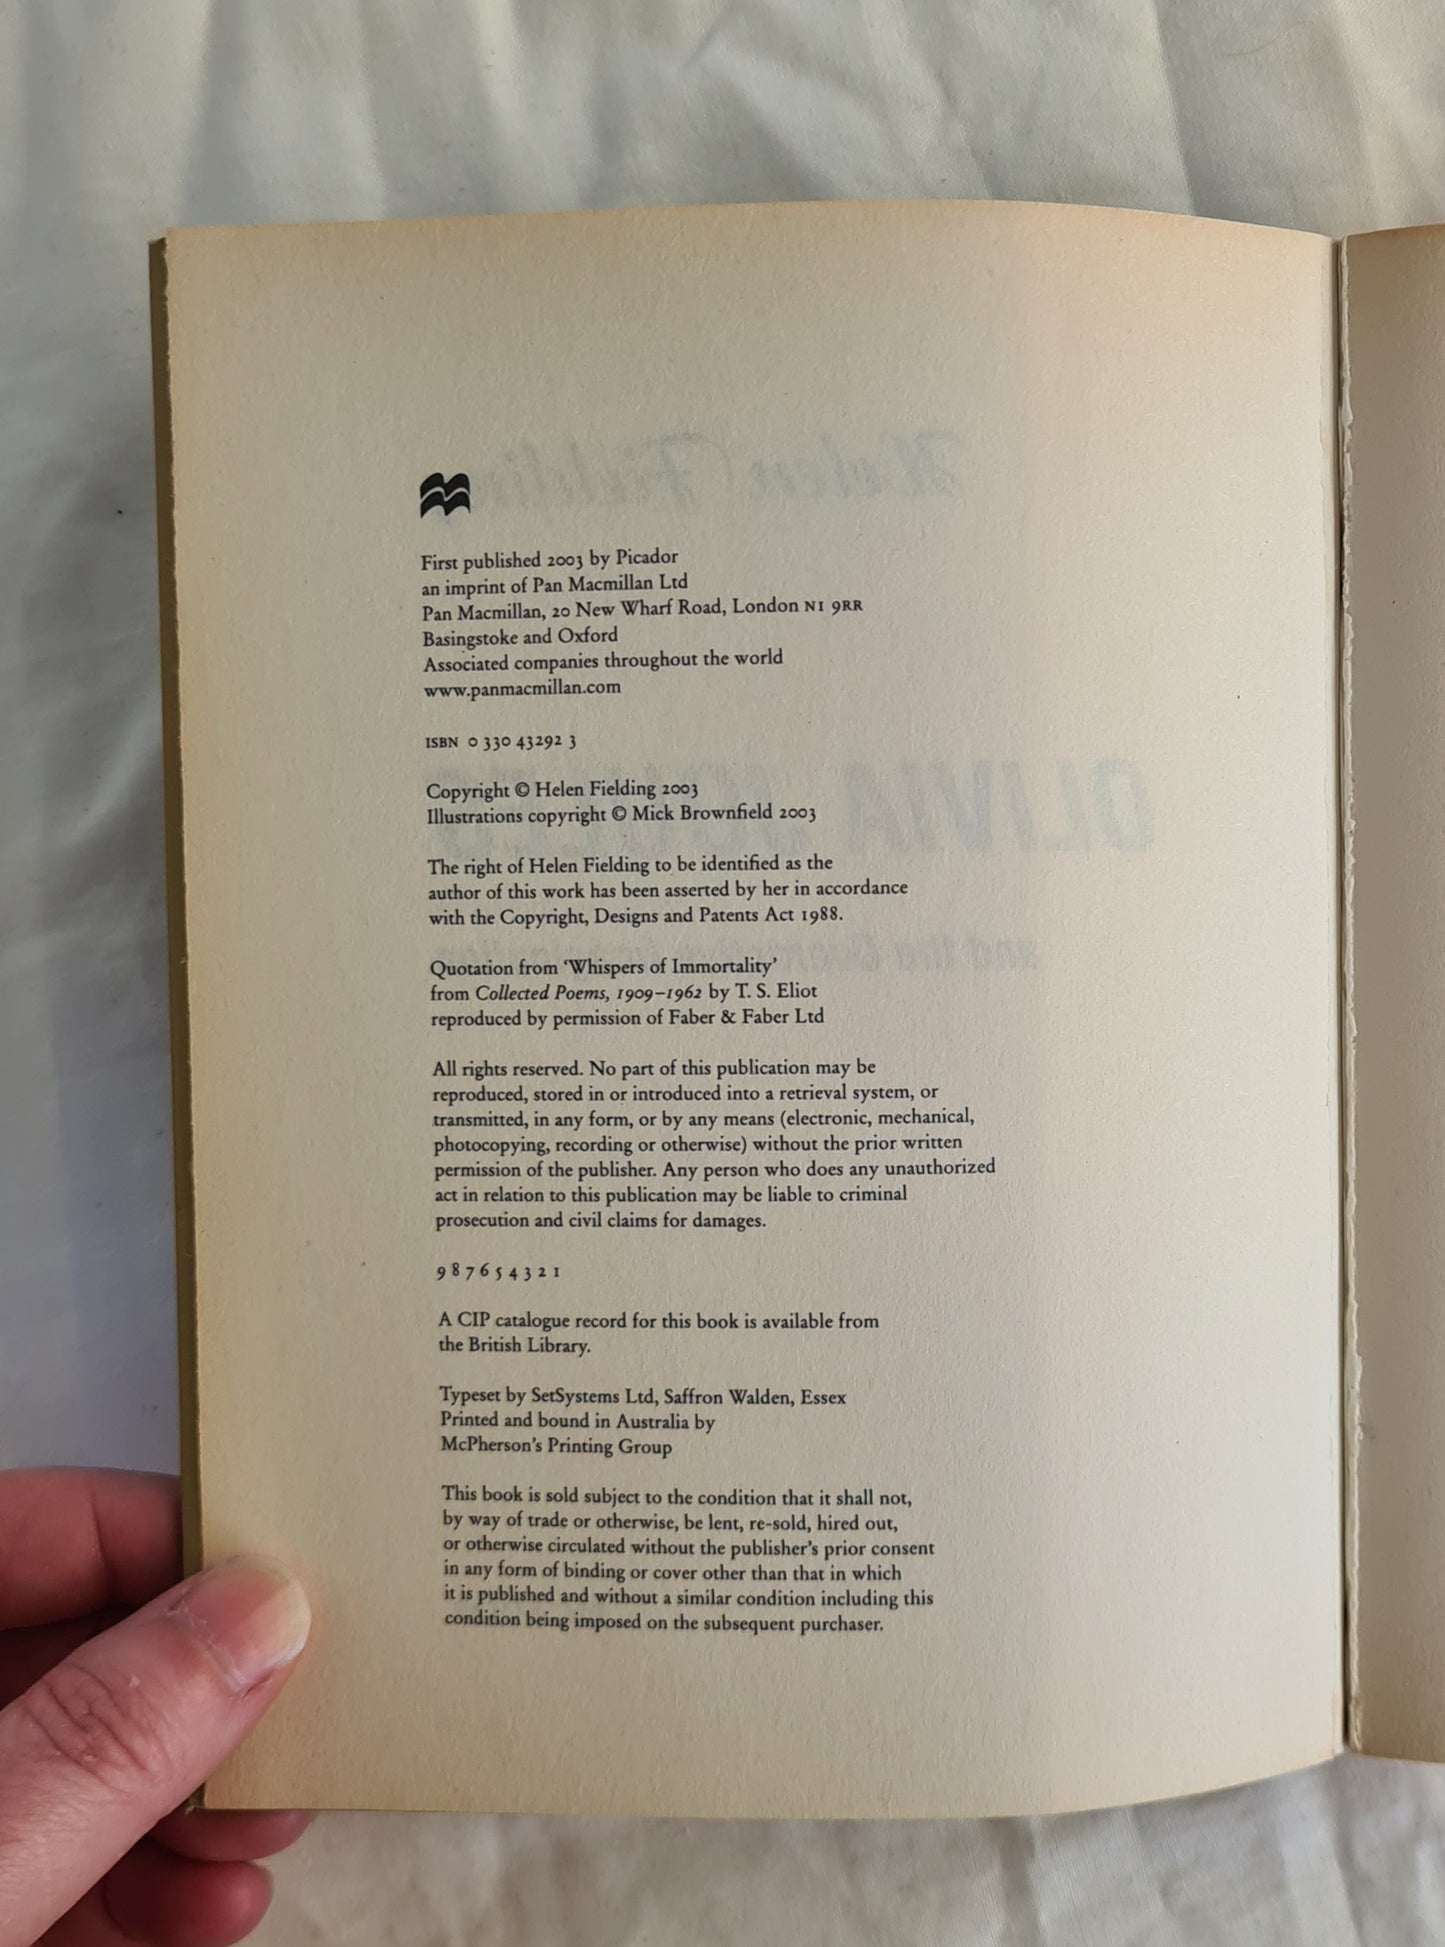 First published 2003 by Picador
an imprint of Pan Macmillan Ltd
Pan Macmillan, 20 New Wharf Road, London N1 9RR
Basingstoke and Oxford
Associated companies throughout the world
www.panmacmillan.com
ISBN 0 330 43292 3
Copyright © Helen Fielding 2003
Illustrations copyright © Mick Brownfield 2003
The right of Helen Fielding to be identified as the
author of this work has been asserted by her in accordance
with the Copyright, Designs and Patents Act 1988.
Quotation from ‘Whispers of Immortality’
from Collected Poems, 1909–1962 by T. S. Eliot
reproduced by permission of Faber & Faber Ltd
All rights reserved. No part of this publication may be
reproduced, stored in or introduced into a retrieval system, or
transmitted, in any form, or by any means (electronic, mechanical,
photocopying, recording or otherwise) without the prior written
permission of the publisher. Any person who does any unauthorized
act in relation to this publication may be liable to criminal
prosecution and civil claims for damages.
9 8 7 6 5 4 3 2 1
A CIP catalogue record for this book is available from
the British Library.
Typeset by SetSystems Ltd, Saffron Walden, Essex
Printed and bound in Australia by
McPherson’s Printing Group
This book is sold subject to the condition that it shall not,
by way of trade or otherwise, be lent, re-sold, hired out,
or otherwise circulated without the publisher’s prior consent
in any form of binding or cover other than that in which
it is published and without a similar condition including this
condition being imposed on the subsequent purchaser.